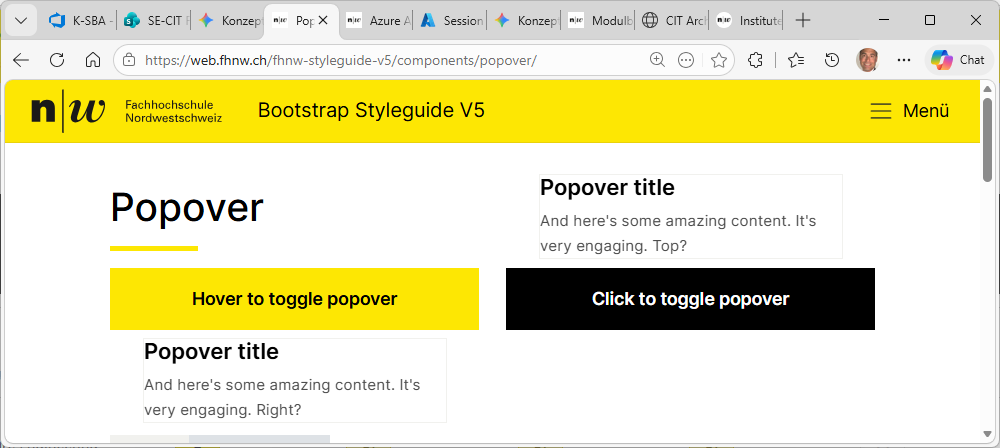 K-SBA -
SE-CIT F
Konzep
Pop
Azure A
Session
Konzep
Modulb
CIT Arc
Institute
https://web.fhnw.ch/fhnw-styleguide-v5/components/popover/
Chat
n|w
Fachhochschule
Nordwestschweiz
Bootstrap Styleguide V5
Menü
Popover
Popover title
And here's some amazing content. It's
very engaging. Top?
Hover to toggle popover
Click to toggle popover
Popover title
And here's some amazing content. It's
very engaging. Right?